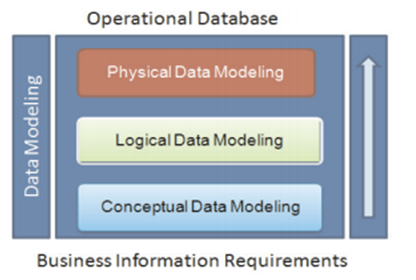 Operational Database
Data Modeling
Physical Data Modeling
Logical Data Modeling
Conceptual Data Modeling
Business Information Requirements